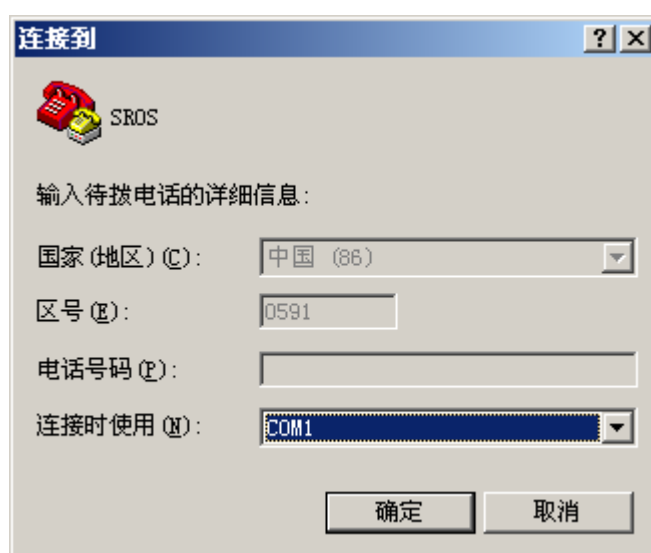 连接到
SROS
输入待拨电话的详细信息:
国家(地区)(C): 中国 (86)
区号(E): 0591
电话号码(P):
连接时使用(N): COM1
确定 取消